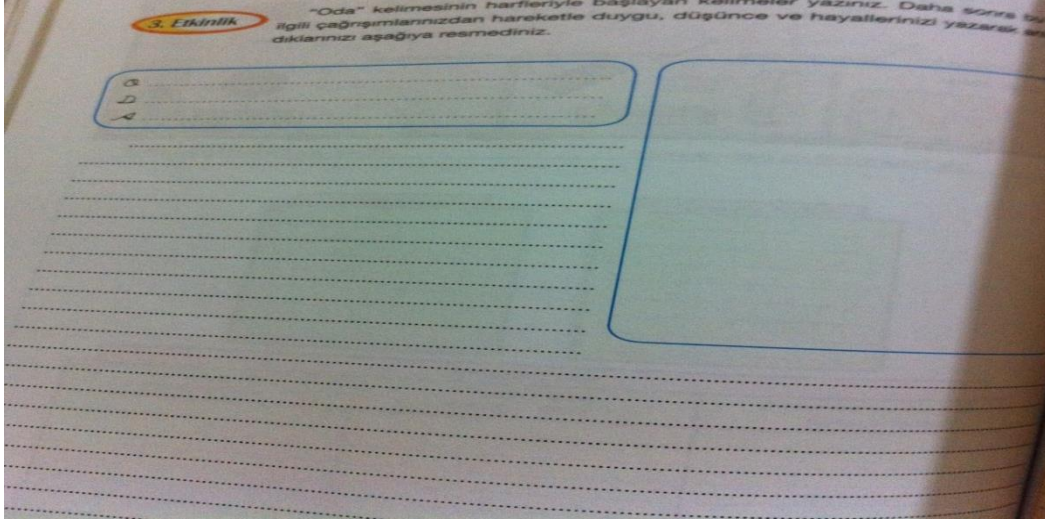 3. Etkinlik
"Oda" kelimesinin harfleriyle başlayan kelimeler yazınız. Daha sonra
ilgili çağrışımlarınızdan hareketle duygu, düşünce ve hayallerinizi yazarak
dıklarınızı aşağıya resmediniz.
O
D
A